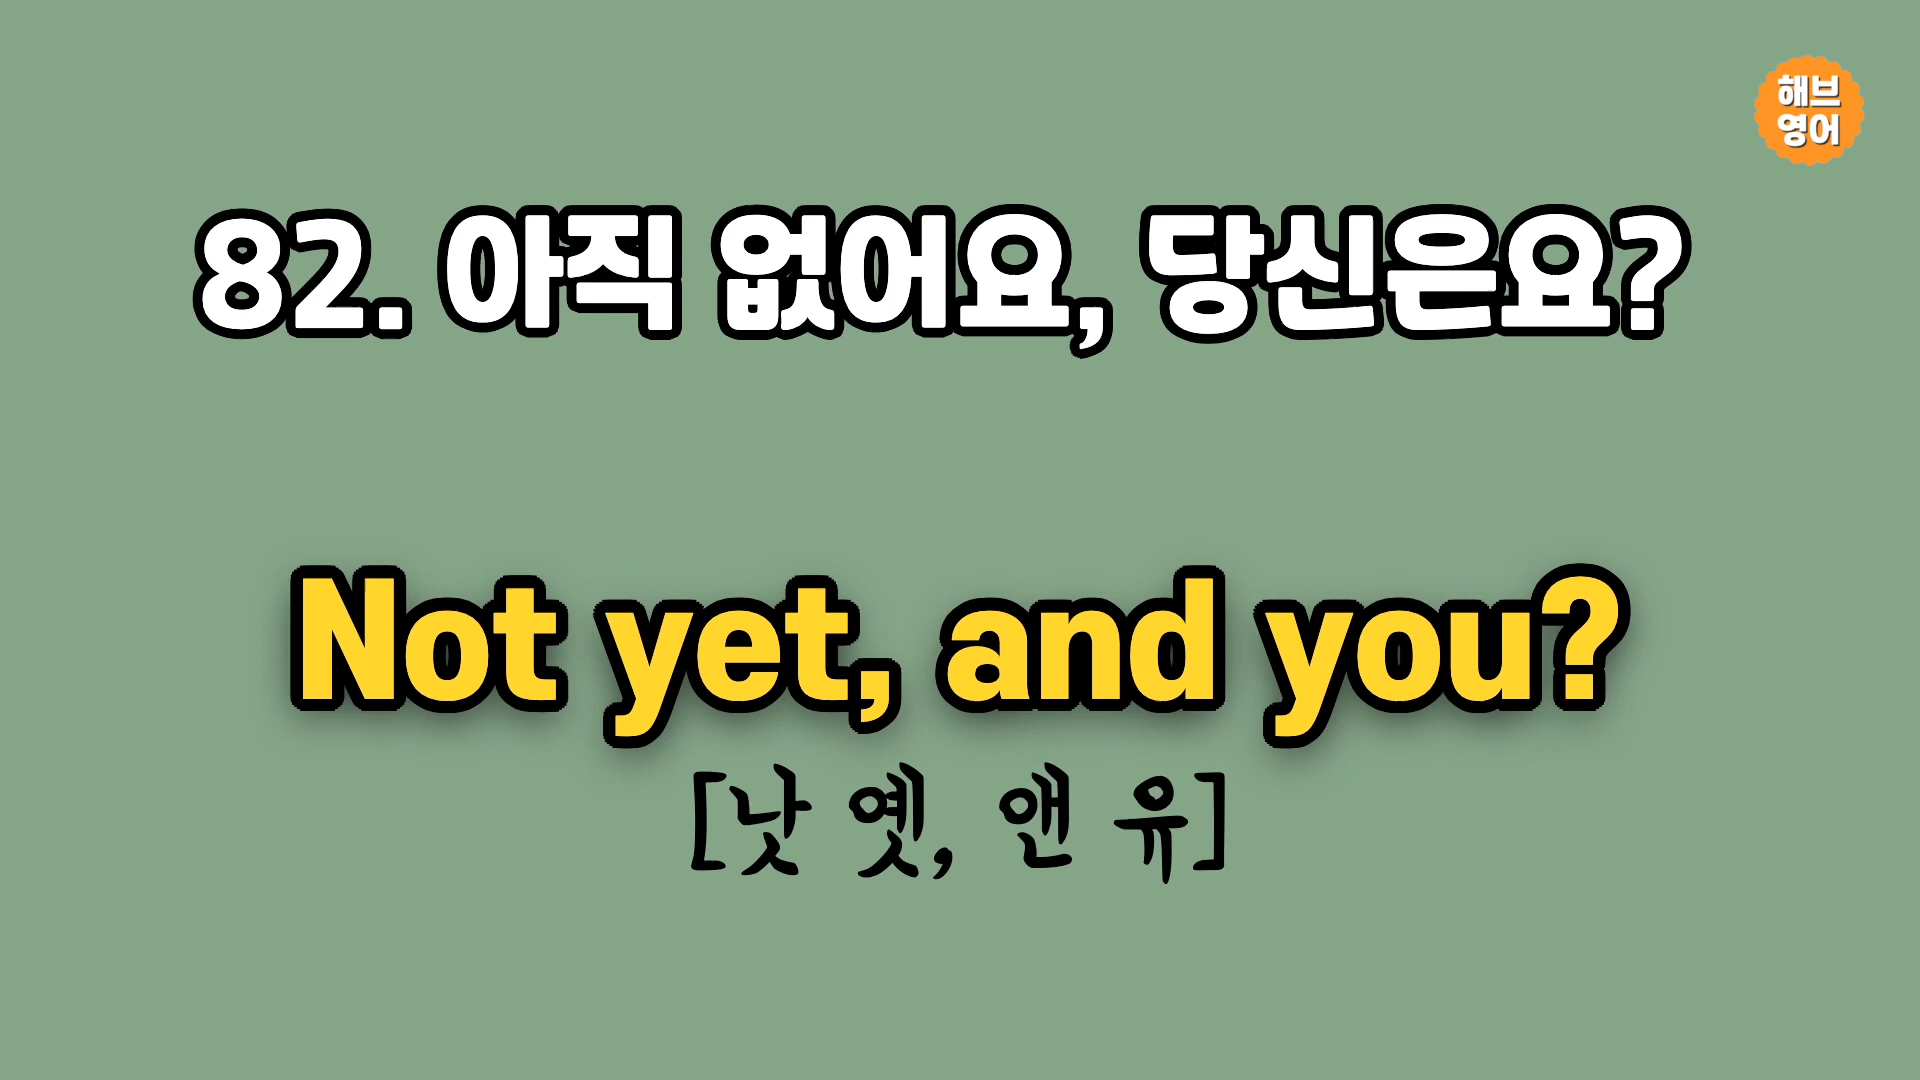 해브
영어
82. 아직 없어요, 당신은요?
Not yet, and you?
[낫 옛, 앤 유]